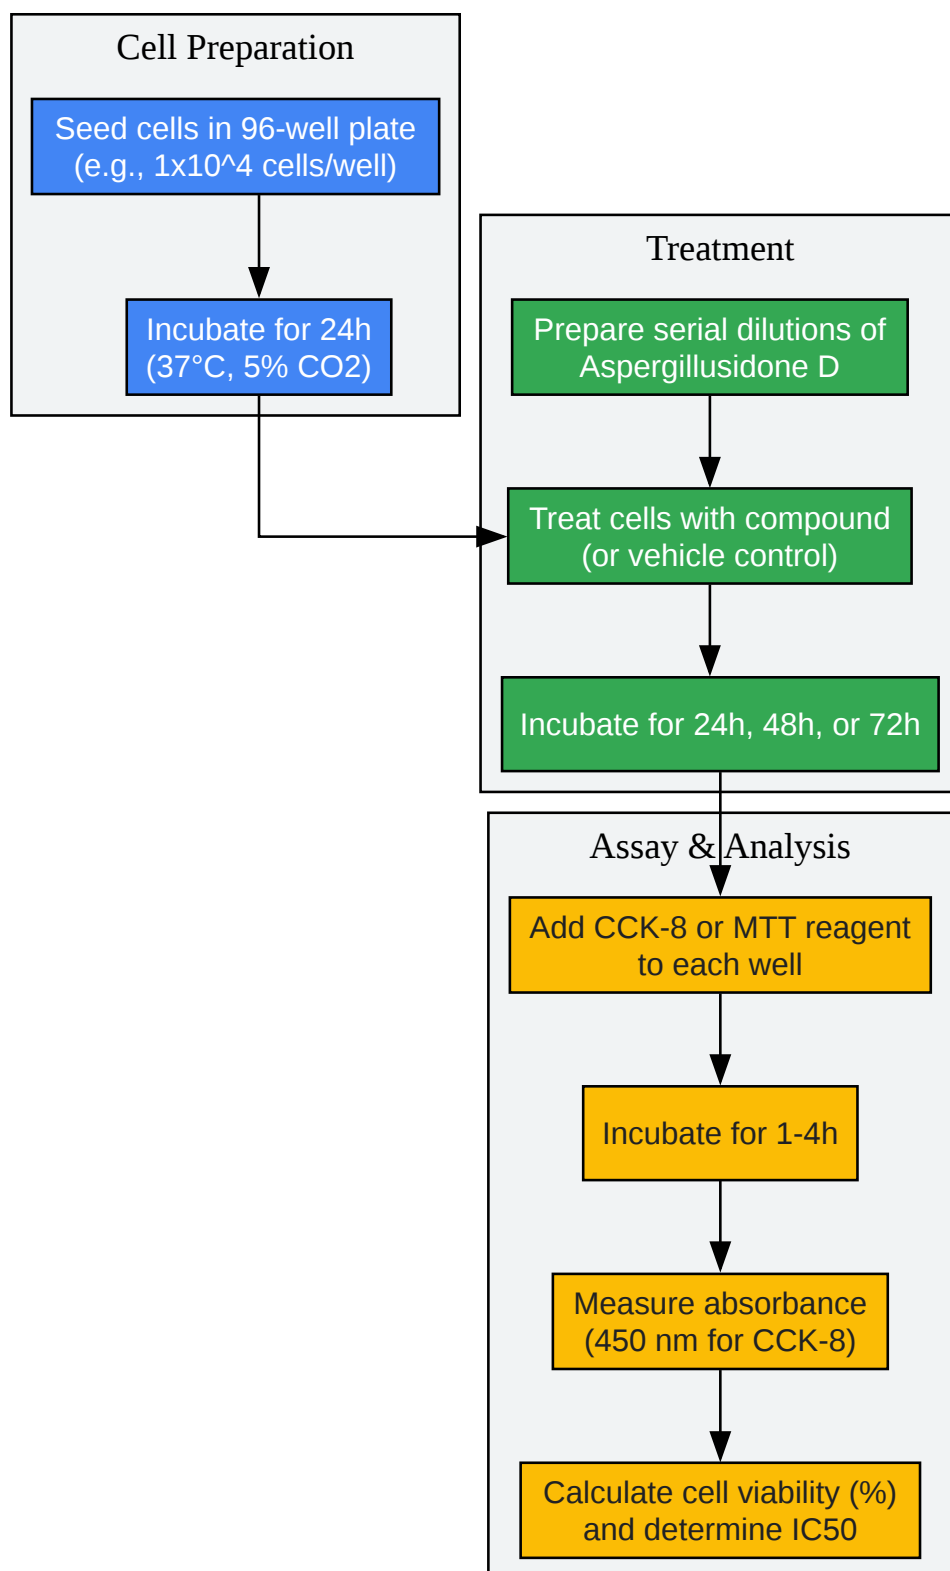 Cell Preparation
Seed cells in 96-well plate
(e.g., 1x10^4 cells/well)
Incubate for 24h
(37°C, 5% CO2)
Treatment
Prepare serial dilutions of
Aspergillusidone D
Treat cells with compound
(or vehicle control)
Incubate for 24h, 48h, or 72h
Assay & Analysis
Add CCK-8 or MTT reagent
to each well
Incubate for 1-4h
Measure absorbance
(450 nm for CCK-8)
Calculate cell viability (%)
and determine IC50